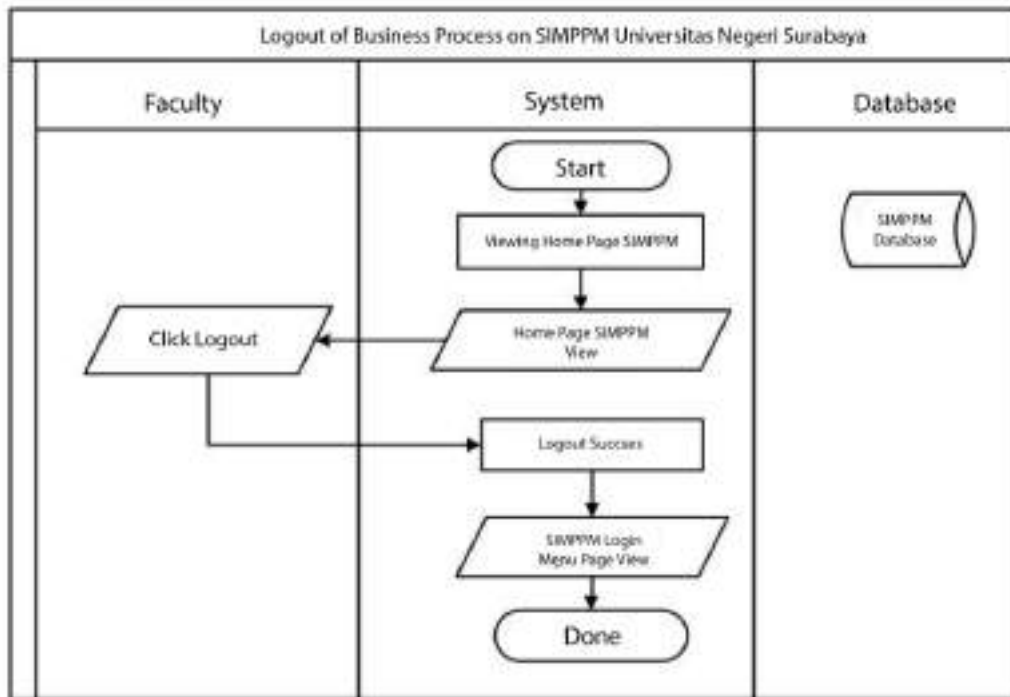 Logout of Business Process on SIMPPM Universitas Negeri Surabaya
Faculty
System
Database
Start
Viewing Home Page SIMPPM
SIMPPM
Database
Click Logout
Home Page SIMPPM
View
Logout Succses
SIMPPM Login
Menu Page View
Done